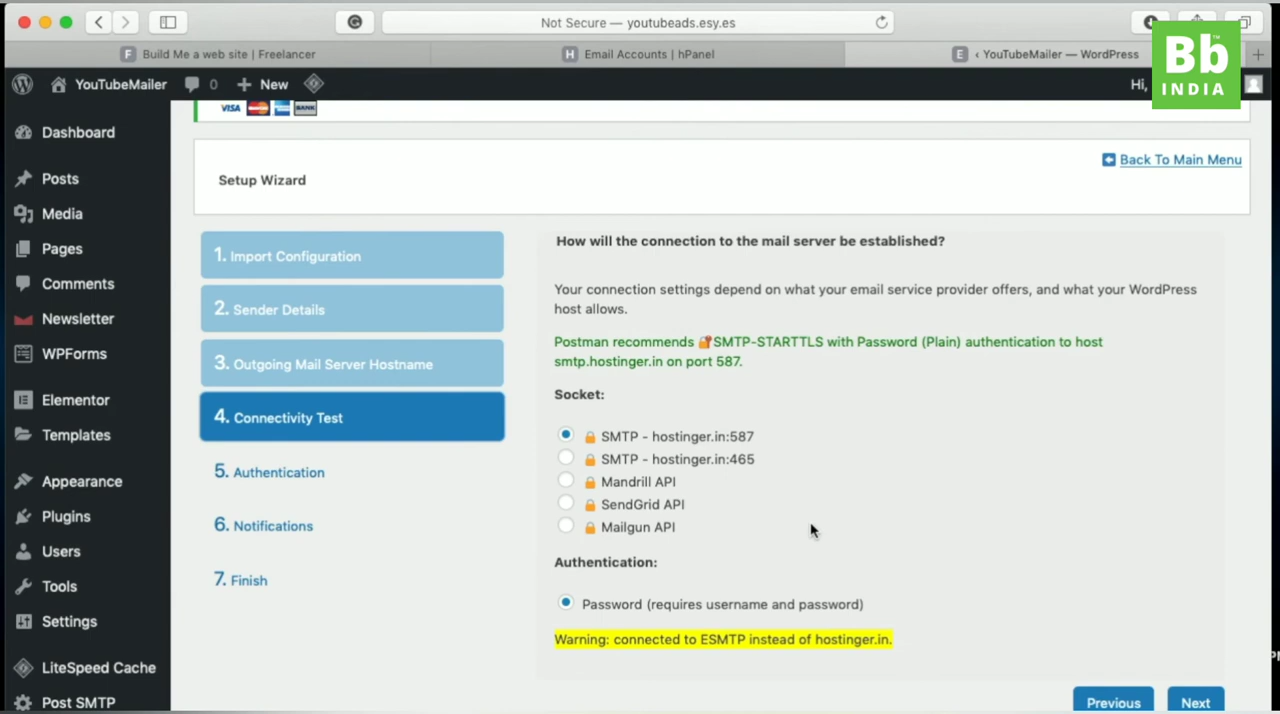 Not Secure — youtubeads.esy.es
Build Me a web site | Freelancer
Email Accounts | hPanel
‹ YouTubeMailer — WordPress
Bb
INDIA
YouTubeMailer
0
New
Hi,
VISA
BANK
Dashboard
Posts
Media
Pages
Comments
Newsletter
WPForms
Elementor
Templates
Appearance
Plugins
Users
Tools
Settings
LiteSpeed Cache
Post SMTP
Back To Main Menu
Setup Wizard
1. Import Configuration
2. Sender Details
3. Outgoing Mail Server Hostname
4. Connectivity Test
5. Authentication
6. Notifications
7. Finish
How will the connection to the mail server be established?
Your connection settings depend on what your email service provider offers, and what your WordPress
host allows.
Postman recommends 🔐SMTP-STARTTLS with Password (Plain) authentication to host
smtp.hostinger.in on port 587.
Socket:
SMTP - hostinger.in:587
SMTP - hostinger.in:465
Mandrill API
SendGrid API
Mailgun API
Authentication:
Password (requires username and password)
Warning: connected to ESMTP instead of hostinger.in.
Previous
Next